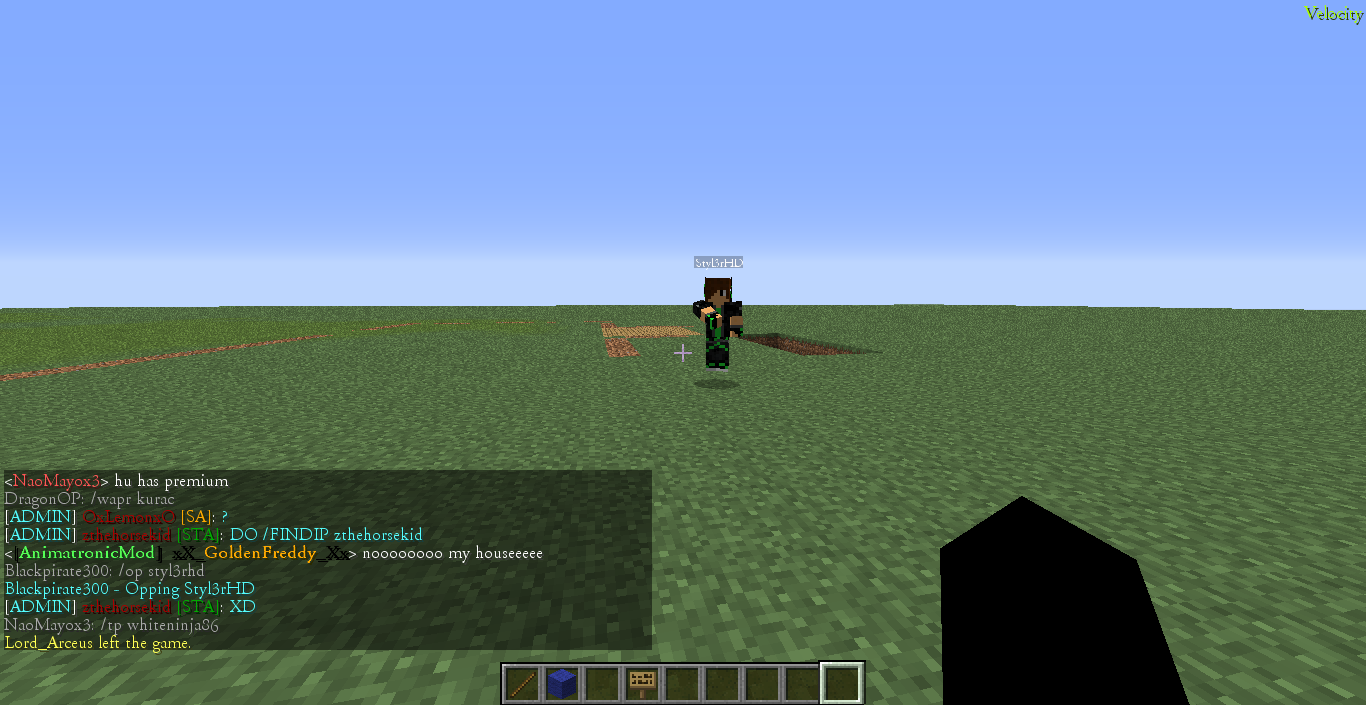 Velocity
Styl3rHD
<NaoMayox3> hu has premium
DragonOP: /wapr kurac
[ADMIN] OxLemonxO [SA]: ?
[ADMIN] zthehorsekid [STA]: DO /FINDIP zthehorsekid
<[AnimatronicMod] xX_GoldenFreddy_Xx> noooooooo my houseeeee
Blackpirate300: /op styl3rhd
Blackpirate300 - Opping Styl3rHD
[ADMIN] zthehorsekid [STA]: XD
NaoMayox3: /tp whiteninja86
Lord_Arceus left the game.